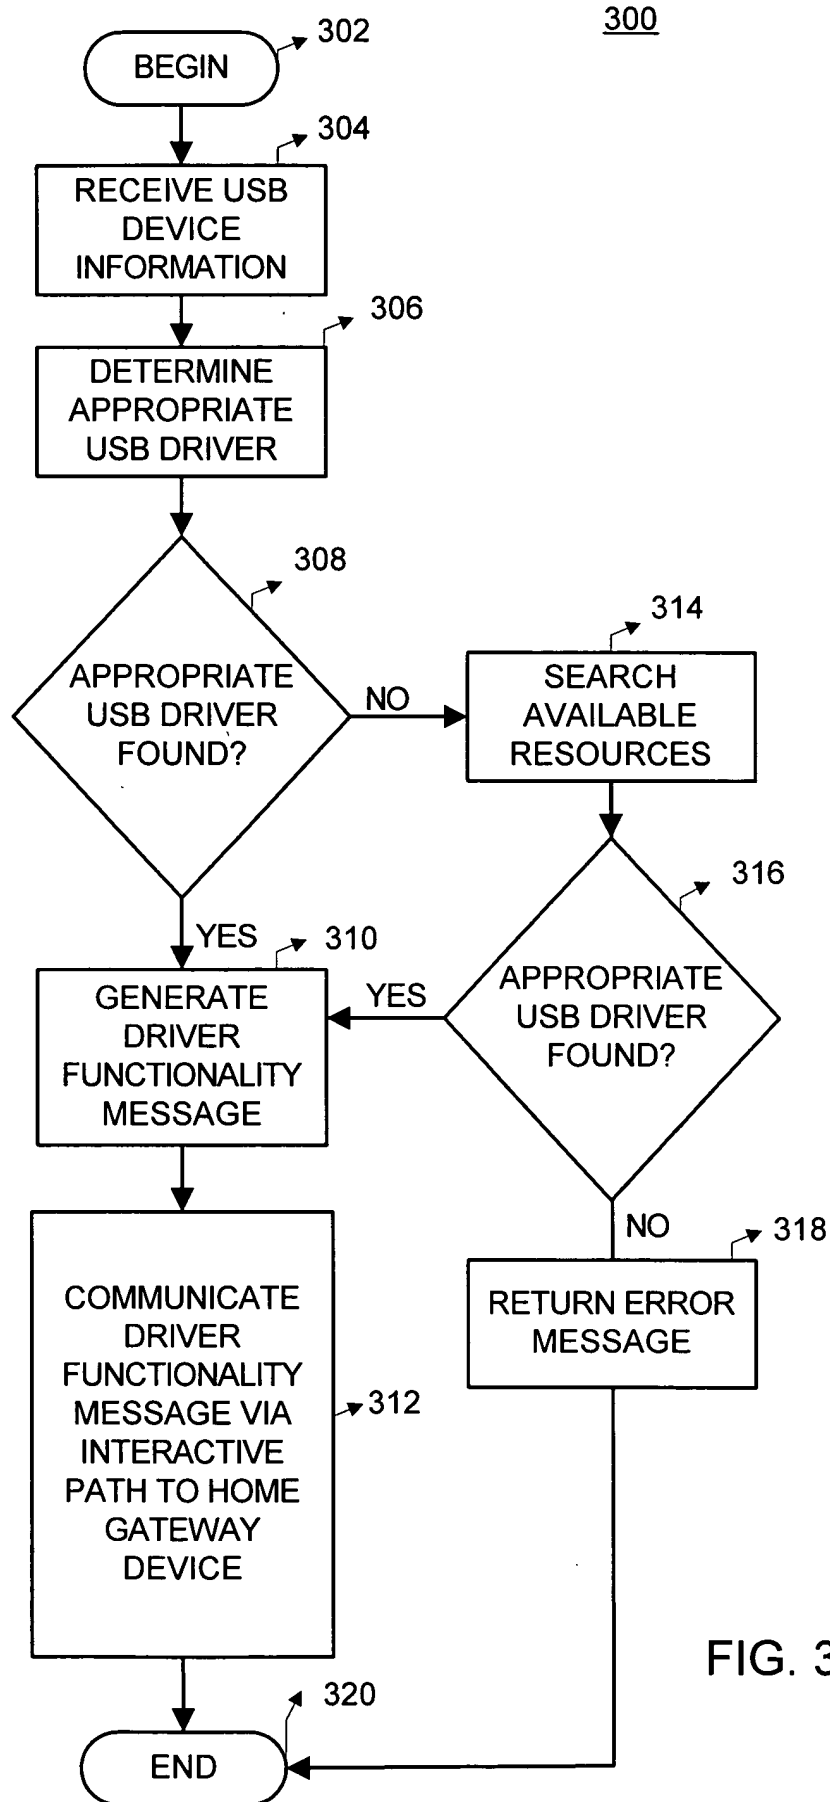 300
302
BEGIN
304
RECEIVE USB
DEVICE
INFORMATION
306
DETERMINE
APPROPRIATE
USB DRIVER
308
APPROPRIATE
USB DRIVER
FOUND?
NO
314
SEARCH
AVAILABLE
RESOURCES
316
APPROPRIATE
USB DRIVER
FOUND?
YES
YES
310
GENERATE
DRIVER
FUNCTIONALITY
MESSAGE
NO
318
RETURN ERROR
MESSAGE
COMMUNICATE
DRIVER
FUNCTIONALITY
MESSAGE VIA
INTERACTIVE
PATH TO HOME
GATEWAY
DEVICE
312
FIG. 3
320
END